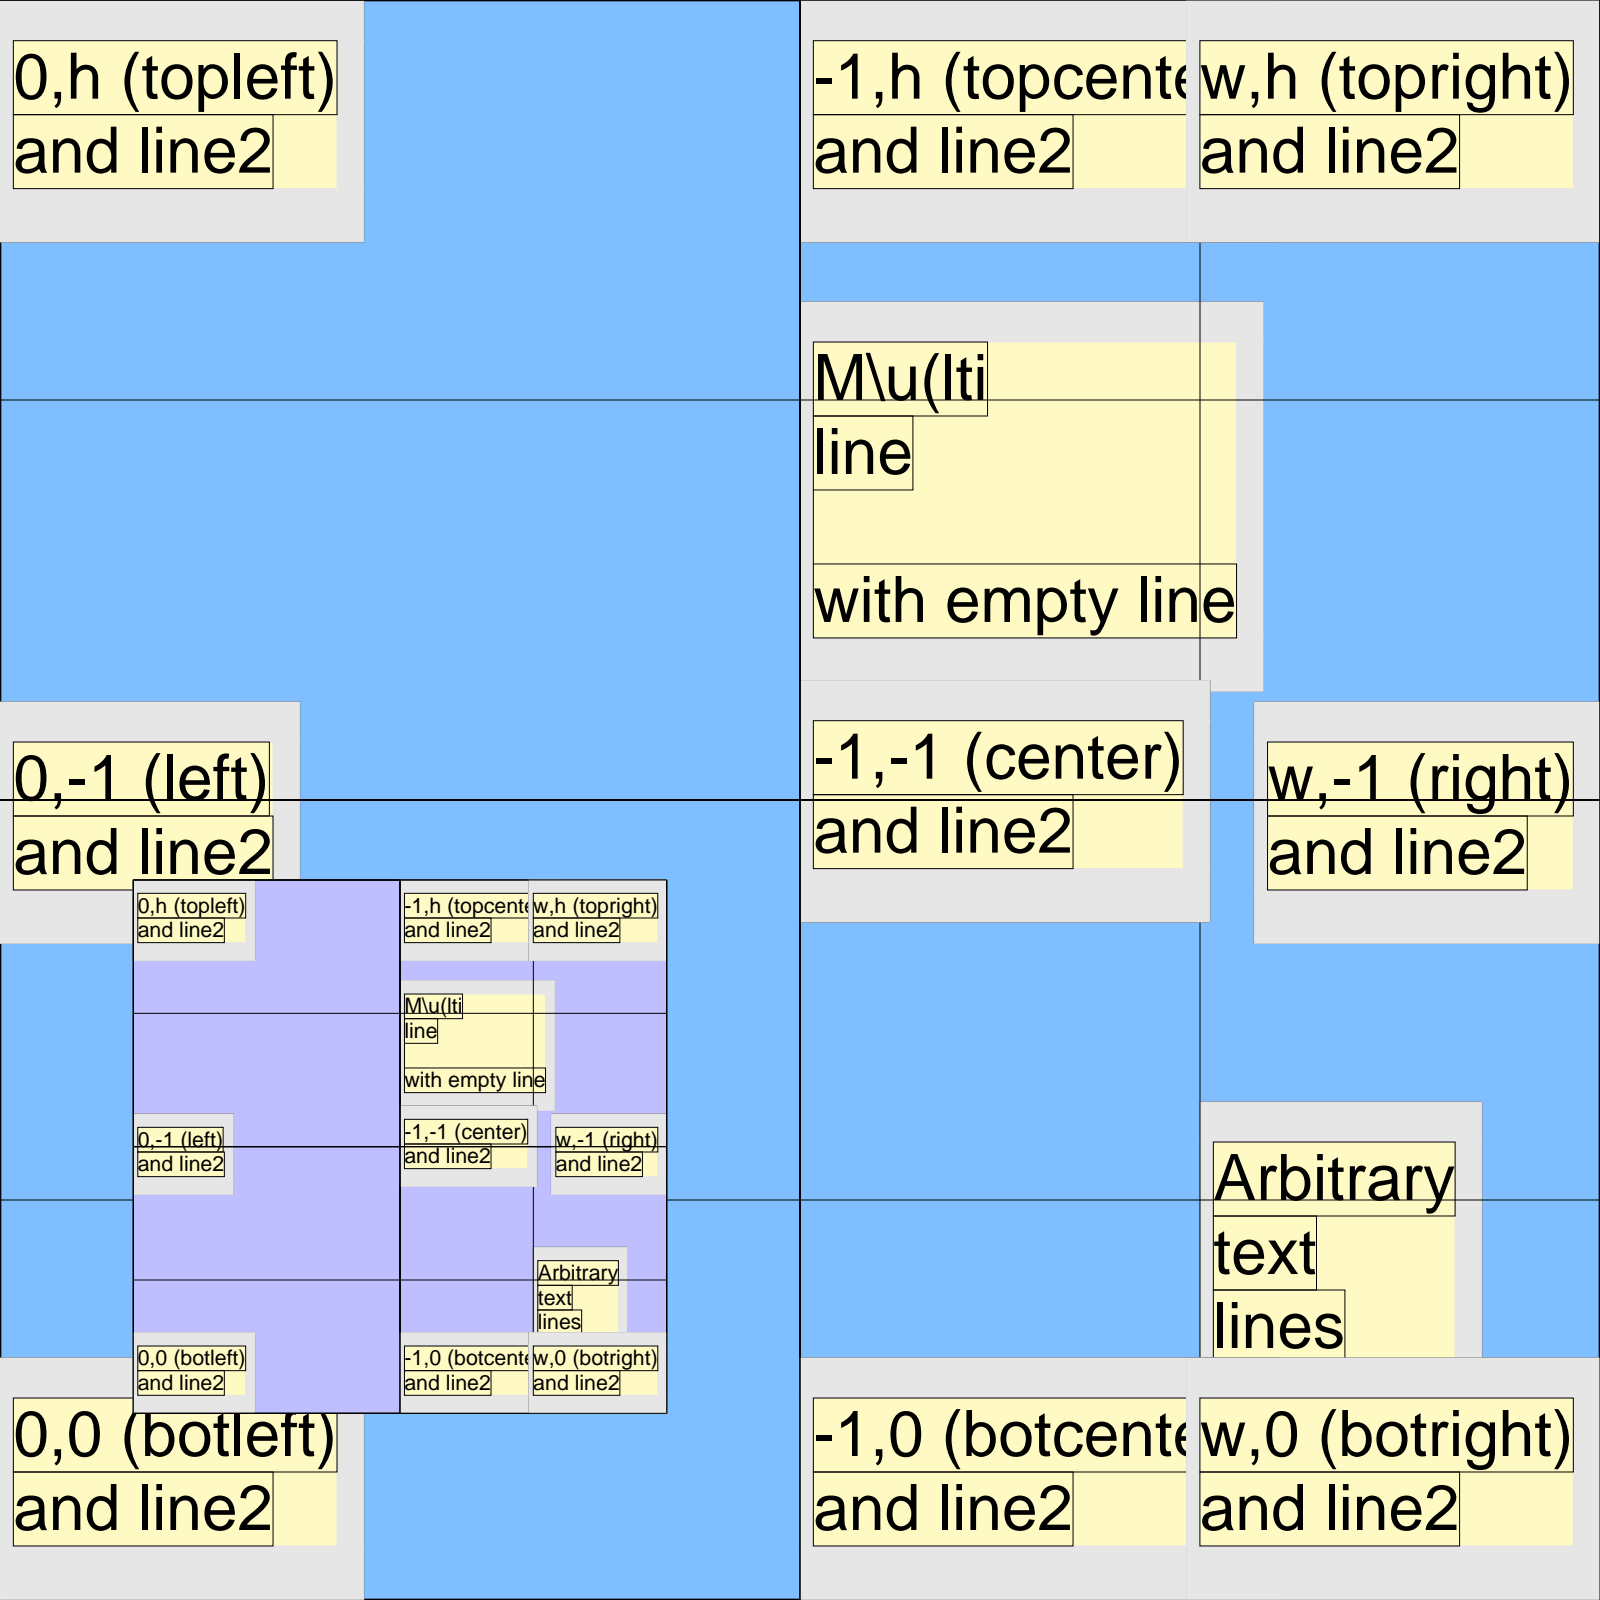 0,h (topleft)
and line2
-1,h (topcente
and line2
w,h (topright)
and line2
M\u(lti
line
with empty line
0,-1 (left)
and line2
-1,-1 (center)
and line2
w,-1 (right)
and line2
0,h (topleft)
and line2
-1,h (topcente
and line2
w,h (topright)
and line2
M\u(lti
line
with empty line
0,-1 (left)
and line2
-1,-1 (center)
and line2
w,-1 (right)
and line2
Arbitrary
text
lines
0,0 (botleft)
and line2
-1,0 (botcente
and line2
w,0 (botright)
and line2
Arbitrary
text
lines
0,0 (botleft)
and line2
-1,0 (botcente
and line2
w,0 (botright)
and line2